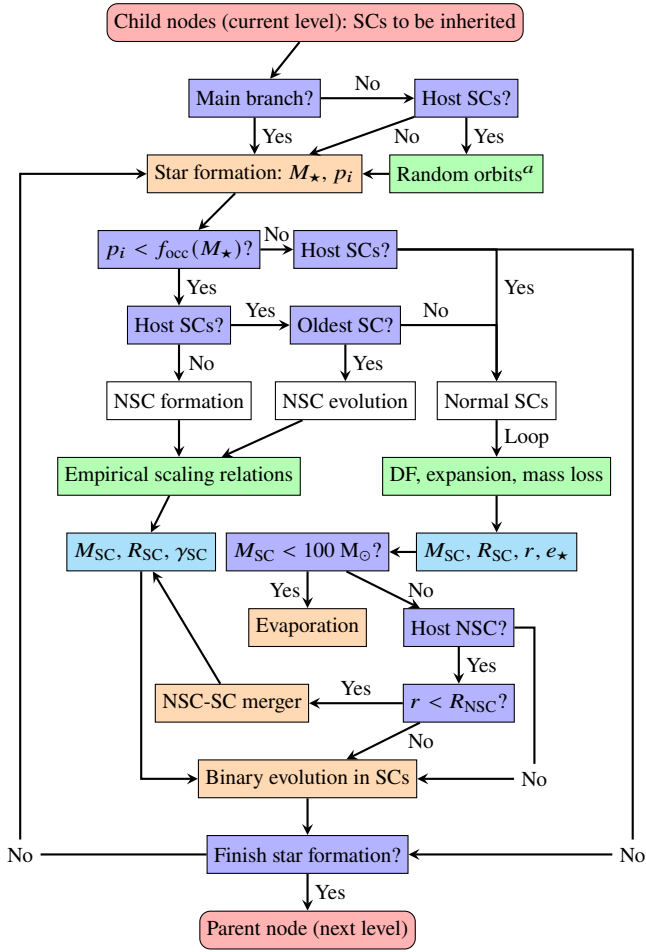 Child nodes (current level): SCs to be inherited
Main branch?
No
Host SCs?
Yes
No
Yes
Star formation: M⋆, pᵢ
Random orbitsᵃ
pᵢ < f_occ(M⋆)?
No
Host SCs?
Yes
Yes
Host SCs?
Yes
Oldest SC?
No
No
Yes
NSC formation
NSC evolution
Normal SCs
Loop
Empirical scaling relations
DF, expansion, mass loss
M_SC, R_SC, γ_SC
M_SC < 100 M_⊙?
M_SC, R_SC, r, e⋆
Yes
No
Evaporation
Host NSC?
Yes
NSC-SC merger
Yes
r < R_NSC?
No
Binary evolution in SCs
No
Finish star formation?
No
No
Yes
Parent node (next level)